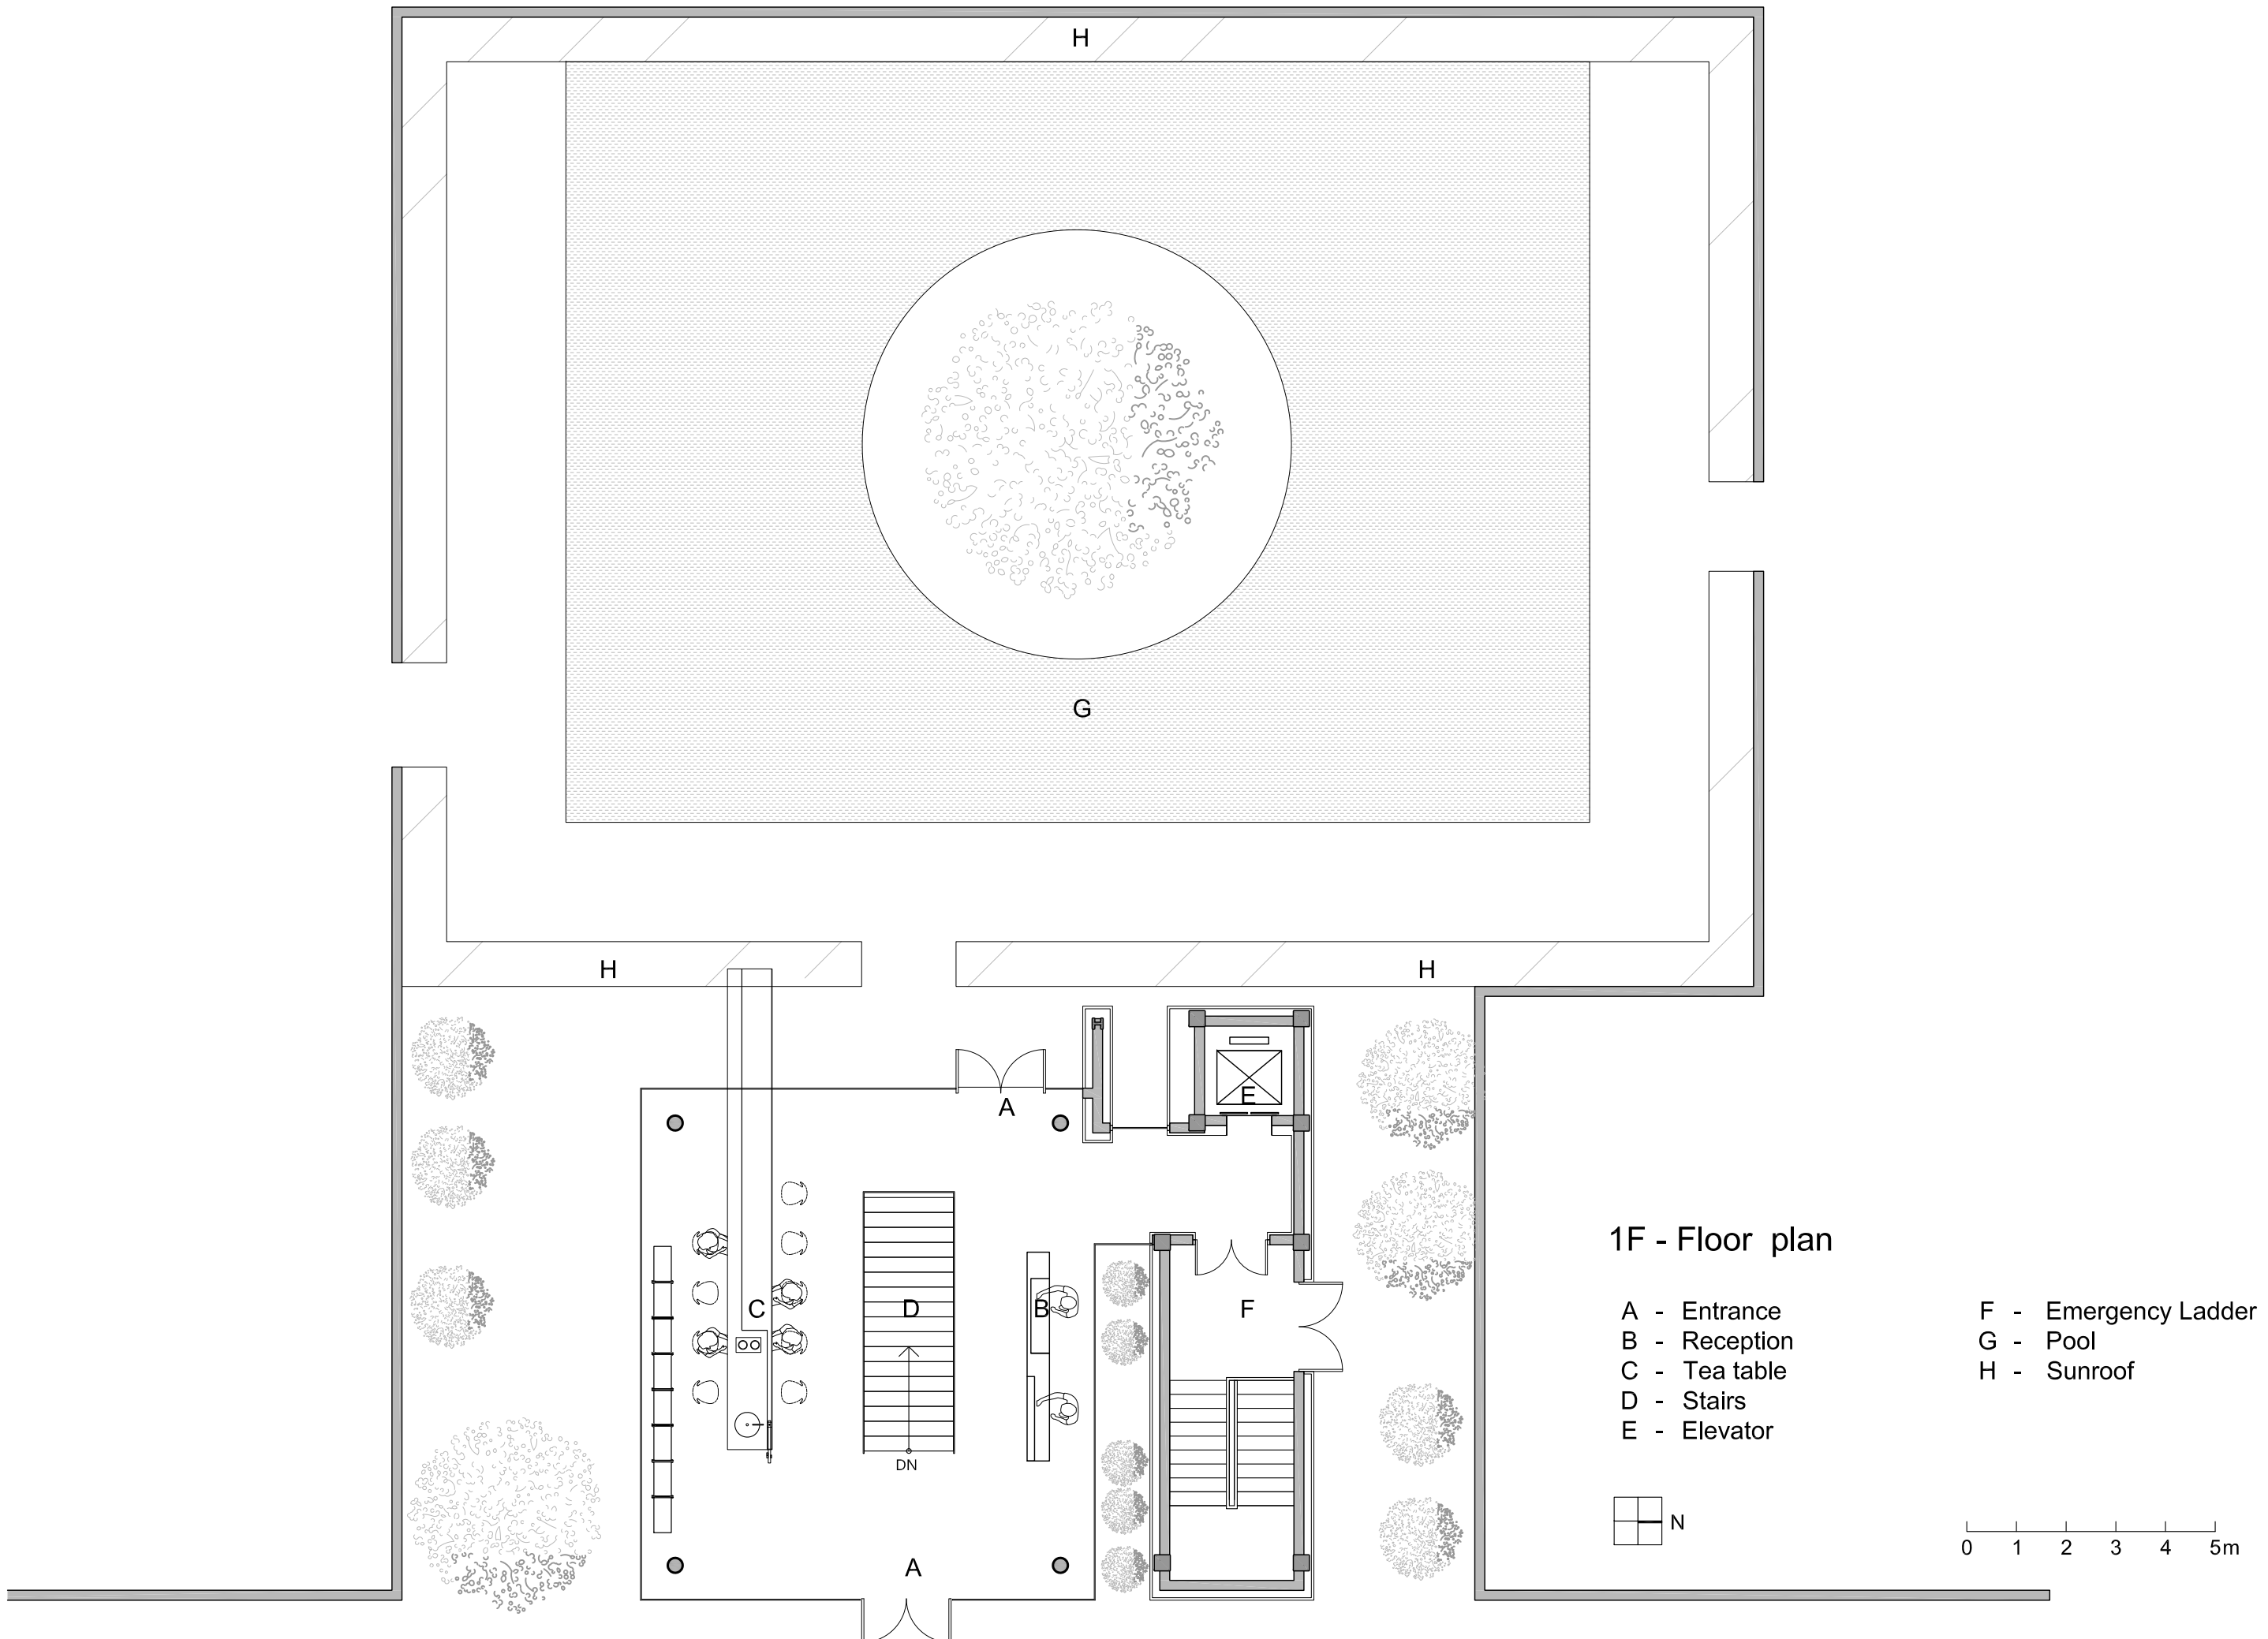 H
G
H
H
E
A
C
D
B
F
DN
A
1F - Floor plan
A - Entrance
B - Reception
C - Tea table
D - Stairs
E - Elevator
F - Emergency Ladder
G - Pool
H - Sunroof
N
0 1 2 3 4 5m